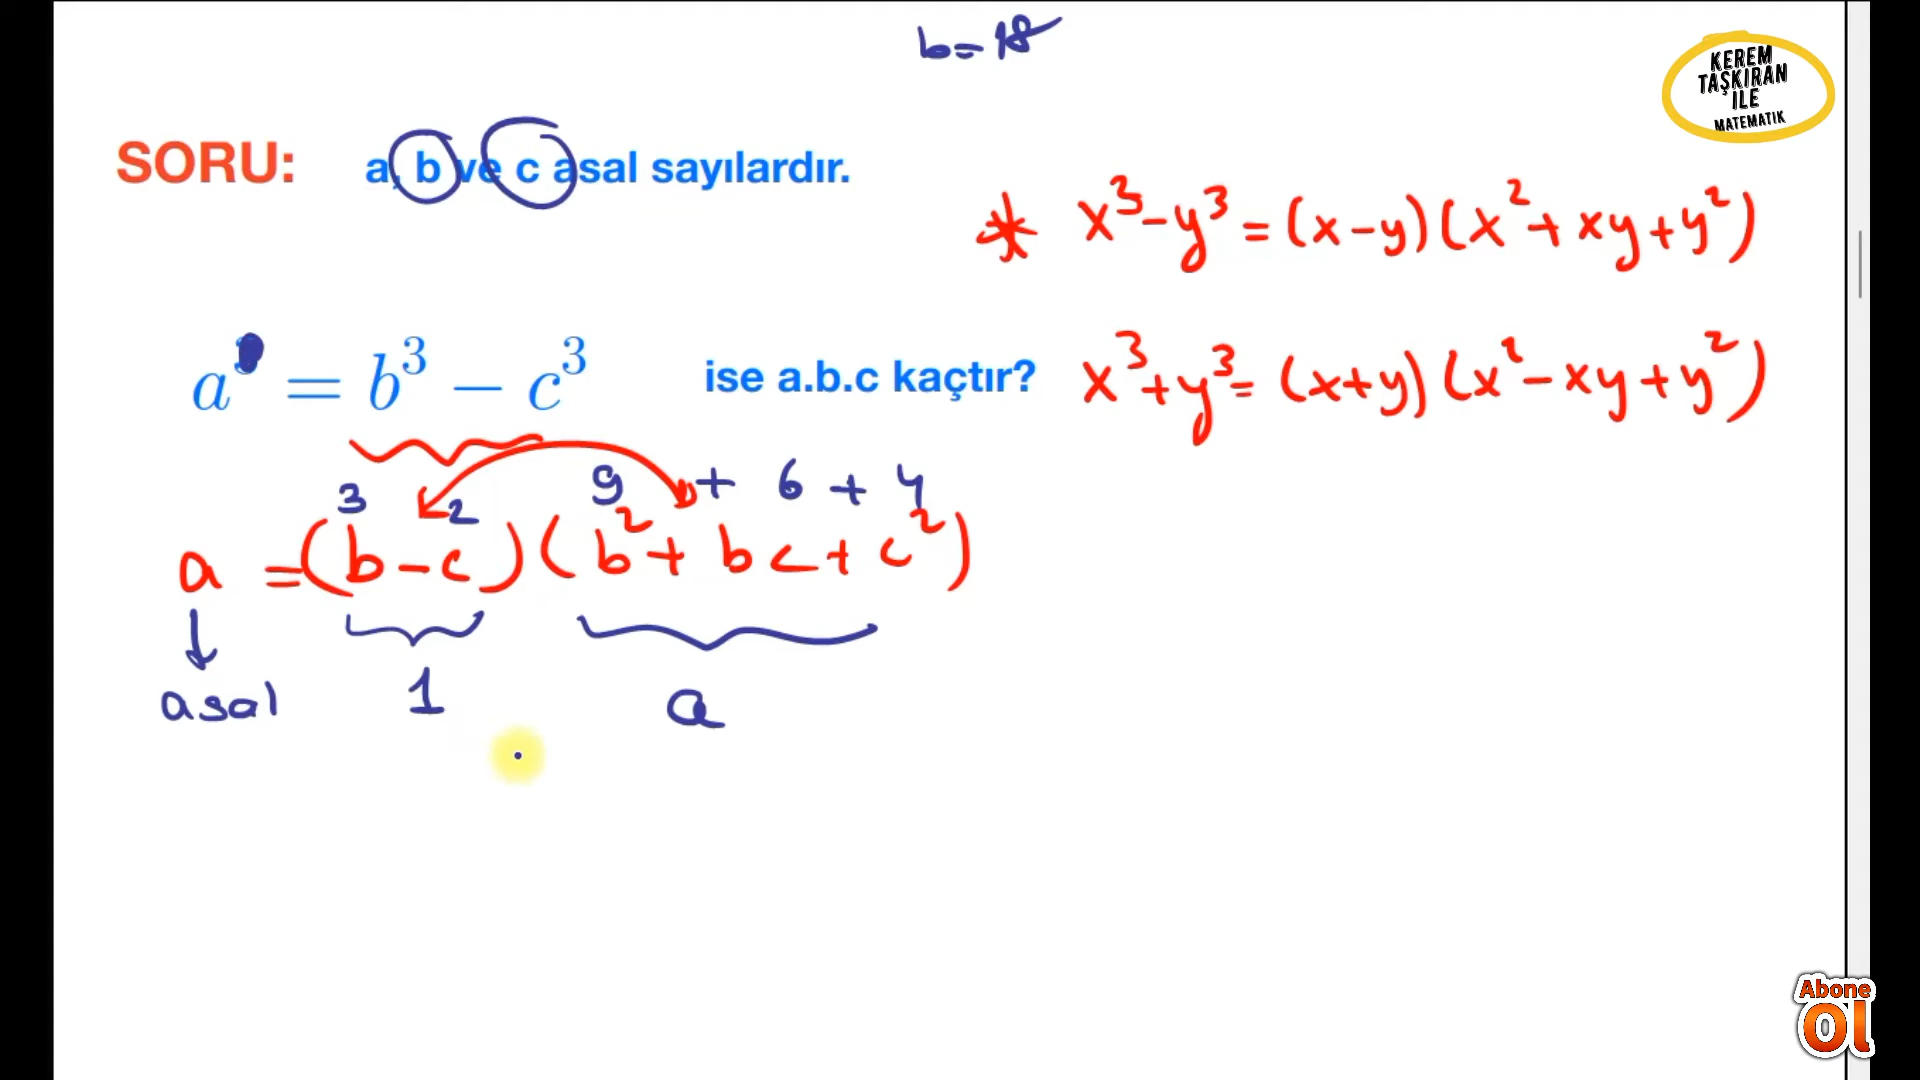 b=18
KEREM
TAŞKIRAN
İLE
MATEMATİK
SORU: a, b ve c asal sayılardır.
* x³-y³=(x-y)(x²+xy+y²)
a = b³ − c³ ise a.b.c kaçtır?
x³+y³=(x+y)(x²-xy+y²)
3 2 9 + 6 + 4
a =(b-c)(b²+bc+c²)
asal 1 a
Abone
Ol